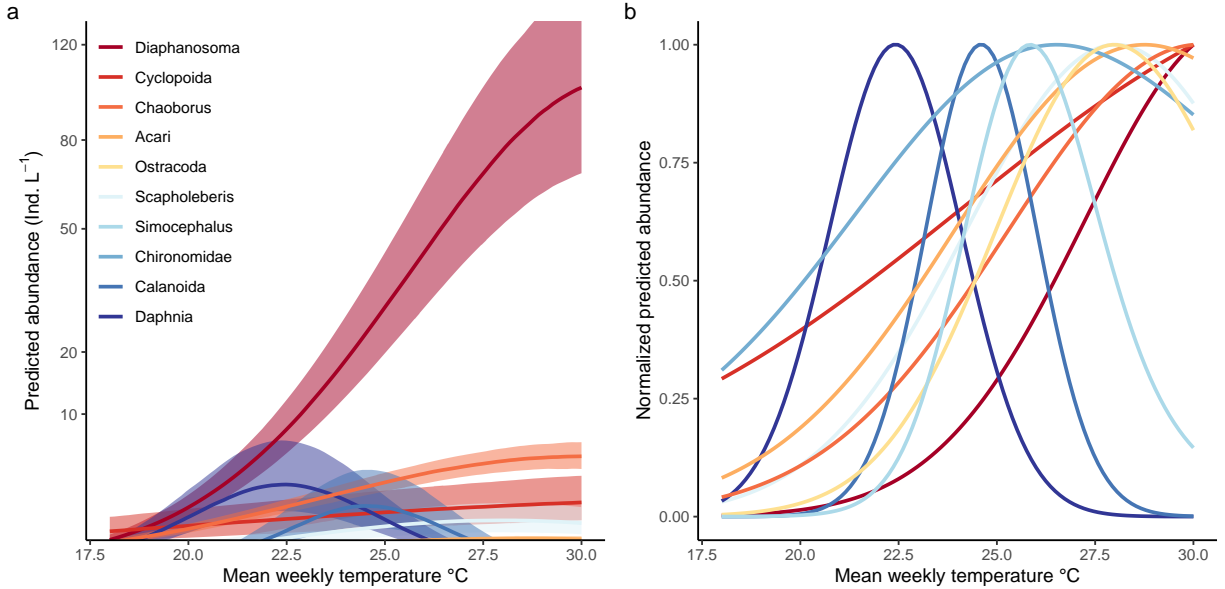 a
Predicted abundance (Ind. L⁻¹)
120
80
50
20
10
Diaphanosoma
Cyclopoida
Chaoborus
Acari
Ostracoda
Scapholeberis
Simocephalus
Chironomidae
Calanoida
Daphnia
17.5 20.0 22.5 25.0 27.5 30.0
Mean weekly temperature °C
b
Normalized predicted abundance
1.00
0.75
0.50
0.25
0.00
20.0 22.5 25.0 27.5 30.0
17.5
Mean weekly temperature °C